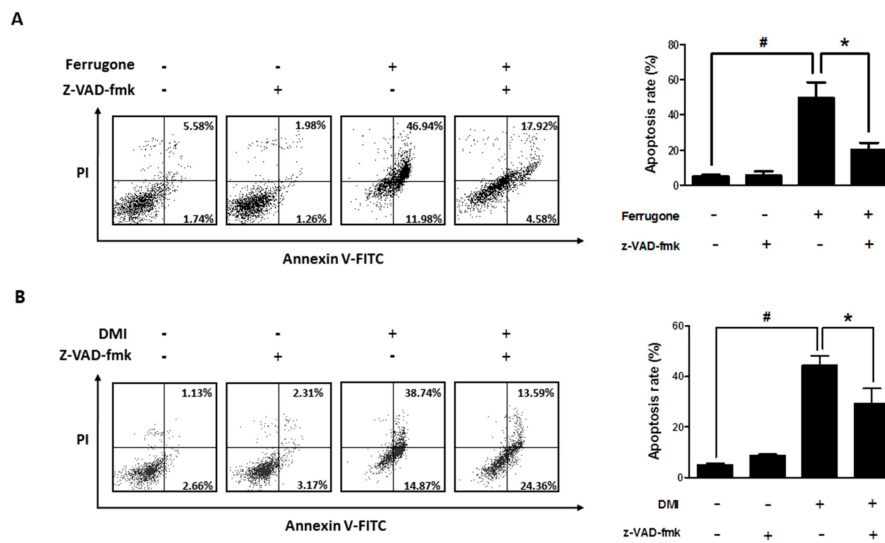 A
Ferrugone - - + +
Z-VAD-fmk - + - +
5.58% 1.98% 46.94% 17.92%
PI
1.74% 1.26% 11.98% 4.58%
Annexin V-FITC
# *
Apoptosis rate (%)
80
60
40
20
0
Ferrugone - - + +
z-VAD-fmk - + - +
B
DMI - - + +
Z-VAD-fmk - + - +
1.13% 2.31% 38.74% 13.59%
PI
2.66% 3.17% 14.87% 24.36%
Annexin V-FITC
# *
Apoptosis rate (%)
60
40
20
0
DMI - - + +
z-VAD-fmk - + - +